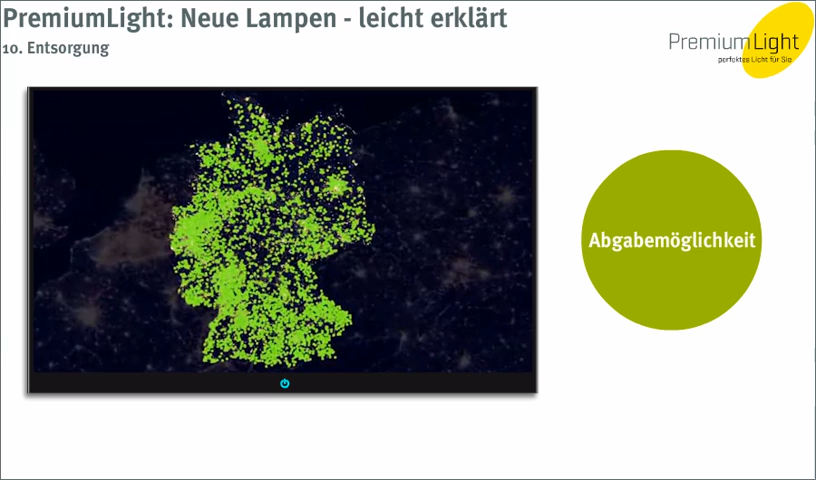 PremiumLight: Neue Lampen - leicht erklärt
10. Entsorgung
PremiumLight
perfektes Licht für Sie
Abgabemöglichkeit